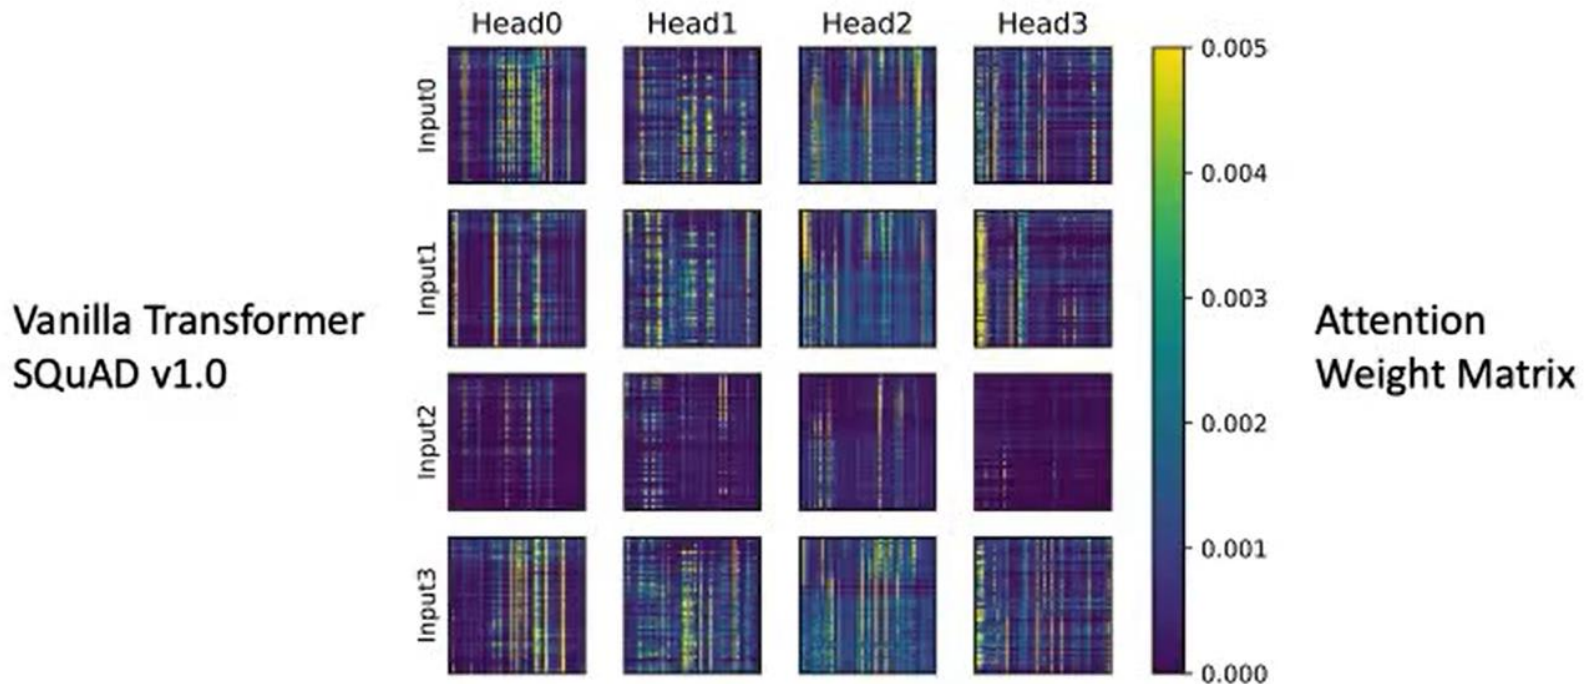 Head0 Head1 Head2 Head3
Input0
Input1
Input2
Input3
0.005
0.004
0.003
0.002
0.001
0.000
Vanilla Transformer
SQuAD v1.0
Attention
Weight Matrix